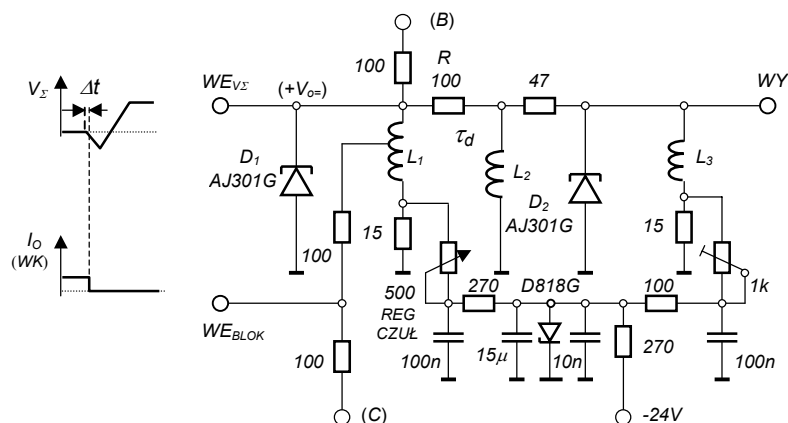 (B)
V_Σ
Δt
I_O
(WK)
WE_VΣ
100
(+V_o=)
R
100
47
WY
τ_d
D_1
AJ301G
L_1
L_2
L_3
D_2
AJ301G
100
15
15
500
REG
CZUŁ
270
D818G
100
1k
WE_BLOK
100
100n
15μ
10n
270
100n
(C)
-24V